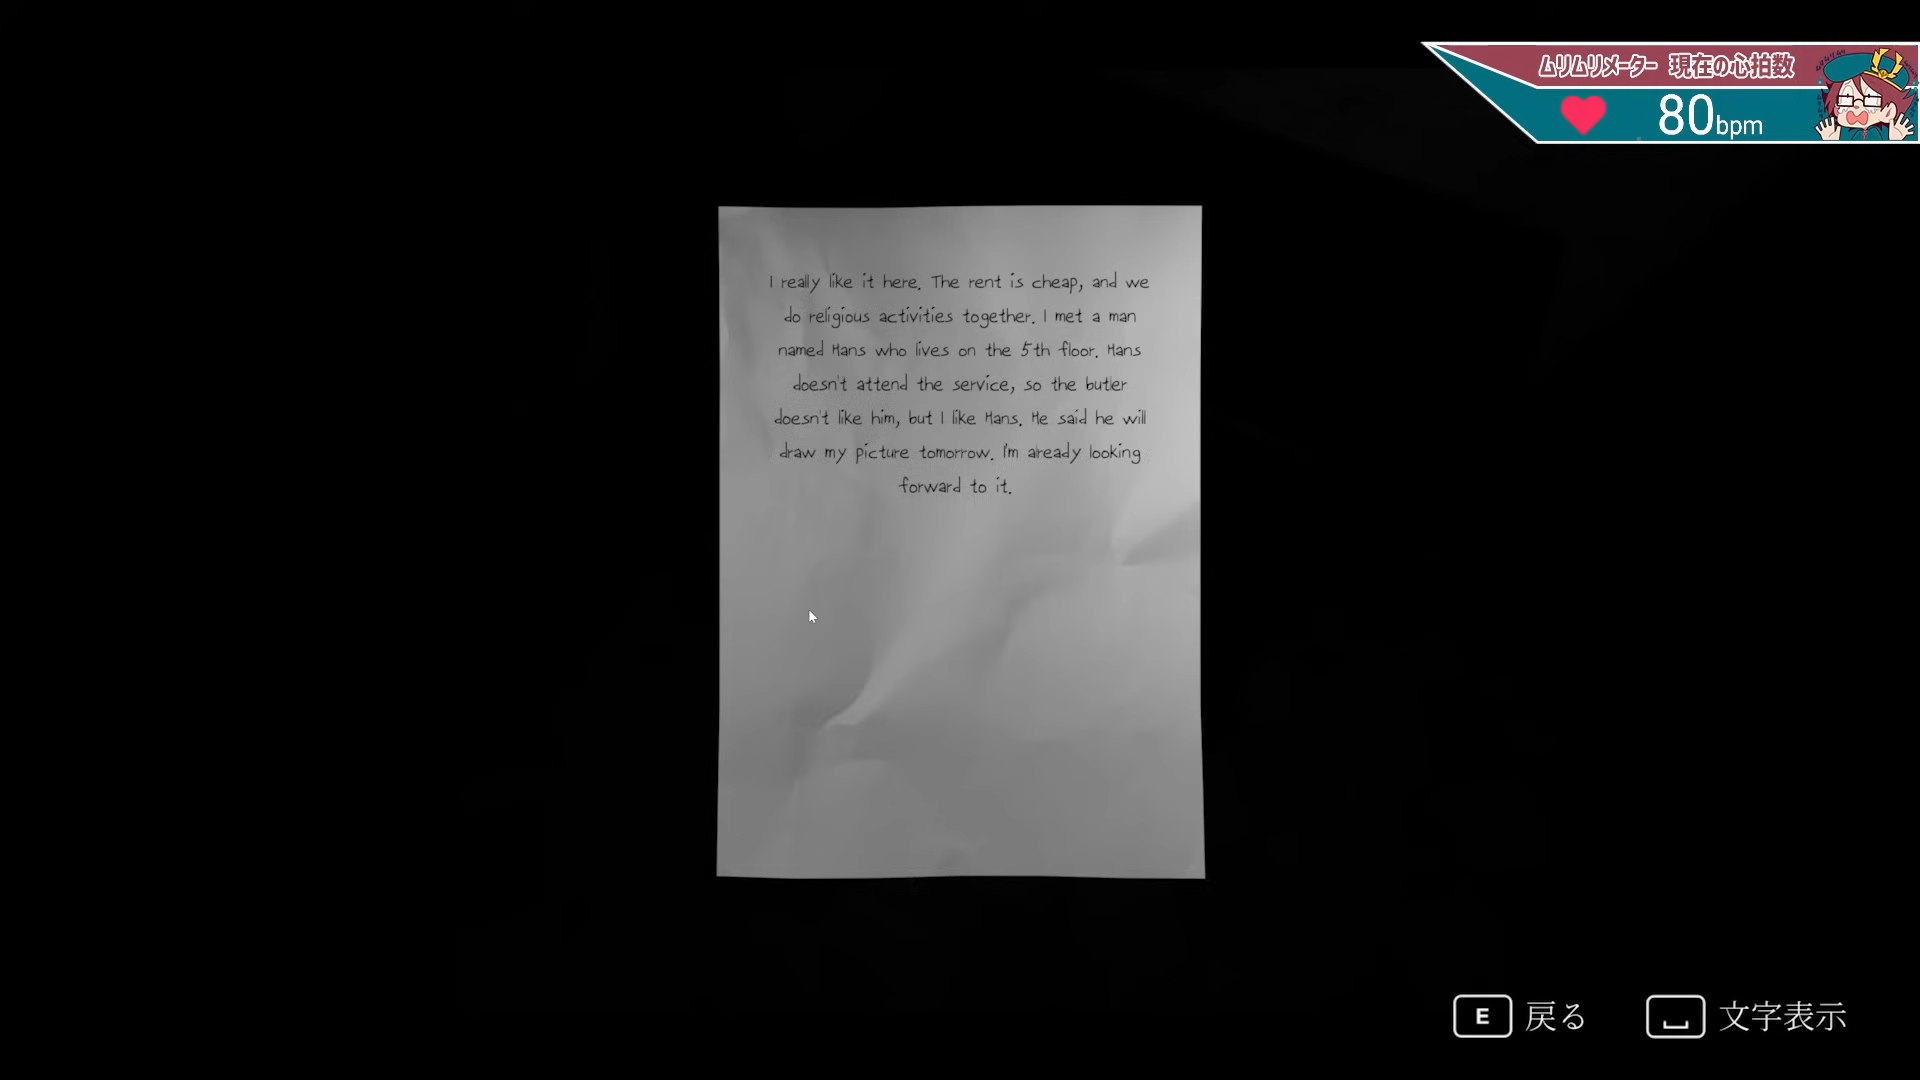 ムリムリメーター 現在の心拍数
80bpm
I really like it here. The rent is cheap, and we
do religious activities together. I met a man
named Hans who lives on the 5th floor. Hans
doesn't attend the service, so the butler
doesn't like him, but I like Hans. He said he will
draw my picture tomorrow. I'm already looking
forward to it.
E 戻る
文字表示